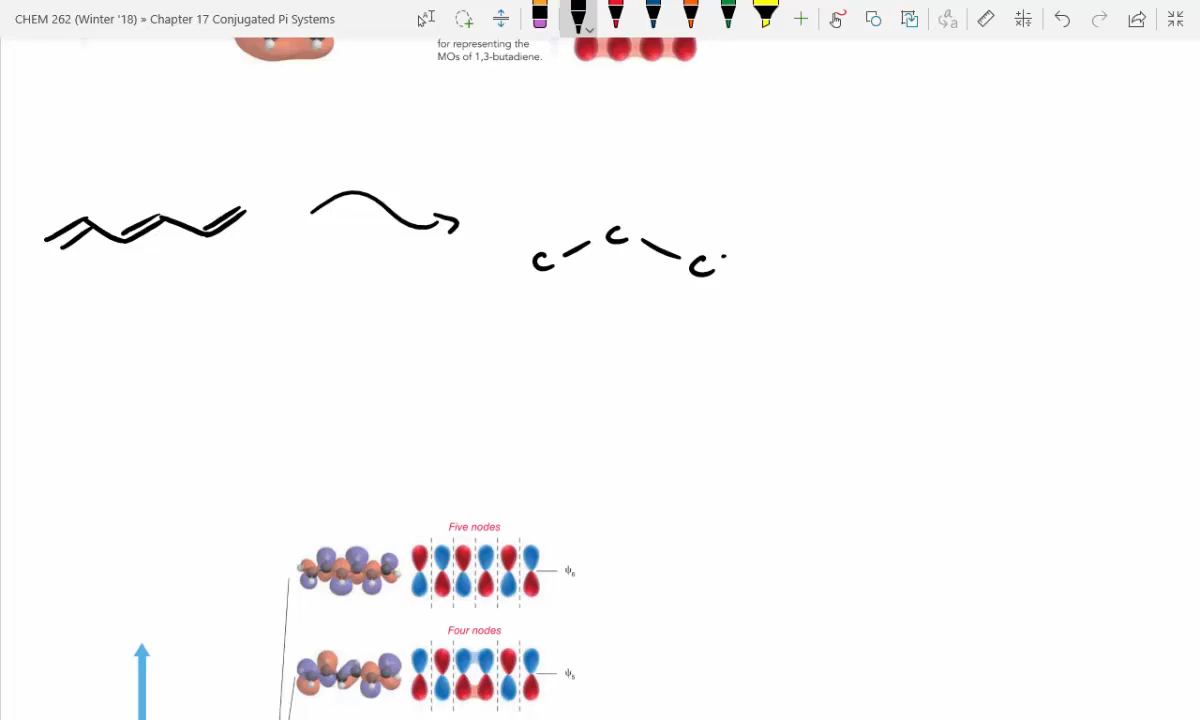 CHEM 262 (Winter '18) » Chapter 17 Conjugated Pi Systems
for representing the
MOs of 1,3-butadiene.
C C C
Five nodes
ψ6
Four nodes
ψ5